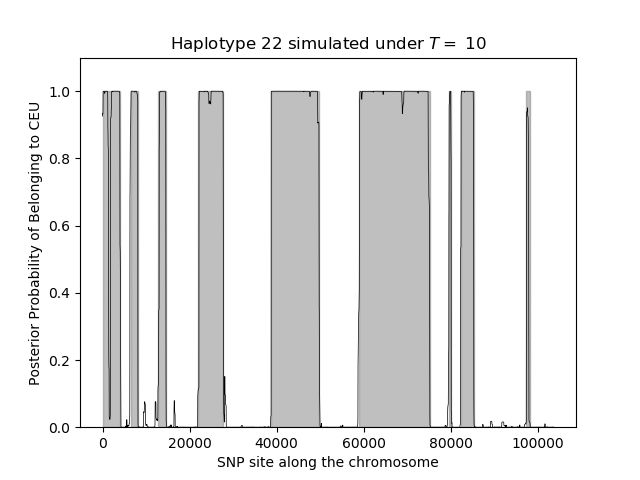 Haplotype 22 simulated under T = 10
Posterior Probability of Belonging to CEU
1.0
0.8
0.6
0.4
0.2
0.0
0 20000 40000 60000 80000 100000
SNP site along the chromosome